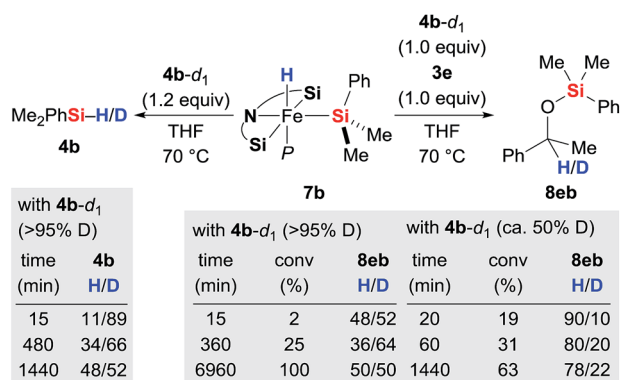 4b-d1
(1.2 equiv)
THF
70 °C
Me2PhSi–H/D
4b
H
Si
N
Fe
Si
P
Si
Ph
Me
Me
7b
4b-d1
(1.0 equiv)
3e
(1.0 equiv)
THF
70 °C
Me Me
Si
O Ph
Ph Me
H/D
8eb
with 4b-d1
(>95% D)
time 4b
(min) H/D
15 11/89
480 34/66
1440 48/52
with 4b-d1 (>95% D)
time conv 8eb
(min) (%) H/D
15 2 48/52
360 25 36/64
6960 100 50/50
with 4b-d1 (ca. 50% D)
time conv 8eb
(min) (%) H/D
20 19 90/10
60 31 80/20
1440 63 78/22